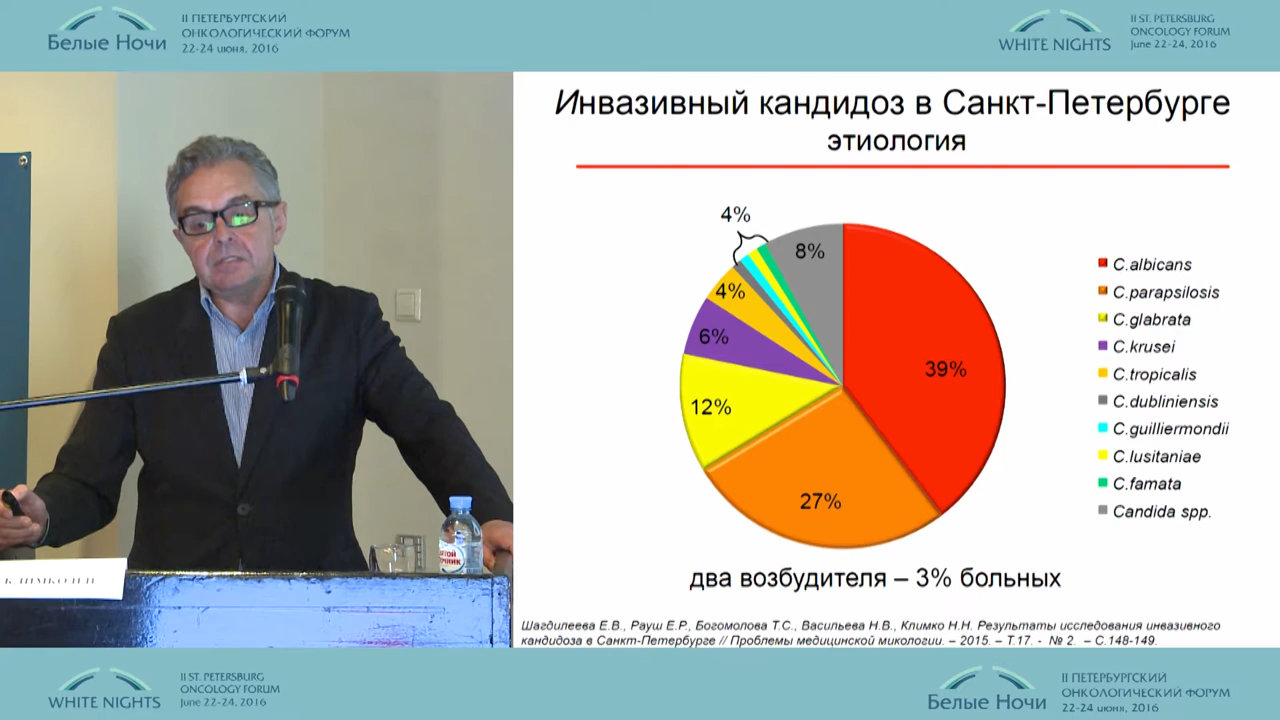 Белые Ночи
II ПЕТЕРБУРГСКИЙ
ОНКОЛОГИЧЕСКИЙ ФОРУМ
22-24 июня, 2016
WHITE NIGHTS
II ST. PETERSBURG
ONCOLOGY FORUM
June 22-24, 2016
Инвазивный кандидоз в Санкт-Петербурге
этиология
4%
8%
4%
6%
39%
12%
27%
C.albicans
C.parapsilosis
C.glabrata
C.krusei
C.tropicalis
C.dubliniensis
C.guilliermondii
C.lusitaniae
C.famata
Candida spp.
два возбудителя – 3% больных
Шагдилеева Е.В., Рауш Е.Р., Богомолова Т.С., Васильева Н.В., Климко Н.Н. Результаты исследования инвазивного
кандидоза в Санкт-Петербурге // Проблемы медицинской микологии. – 2015. – Т.17. - № 2. – С.148-149.
WHITE NIGHTS
II ST. PETERSBURG
ONCOLOGY FORUM
June 22-24, 2016
Белые Ночи
II ПЕТЕРБУРГСКИЙ
ОНКОЛОГИЧЕСКИЙ ФОРУМ
22-24 июня, 2016